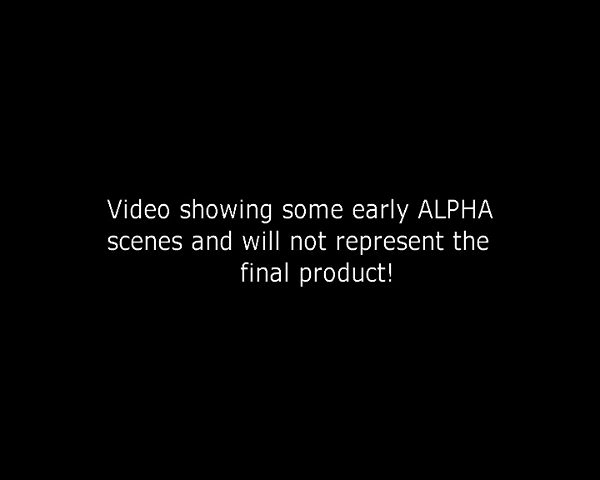 Video showing some early ALPHA
scenes and will not represent the
final product!